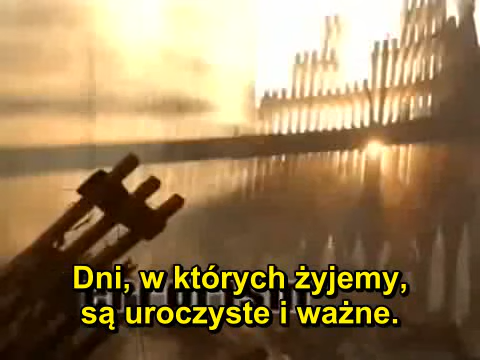 Dni, w których żyjemy,
są uroczyste i ważne.